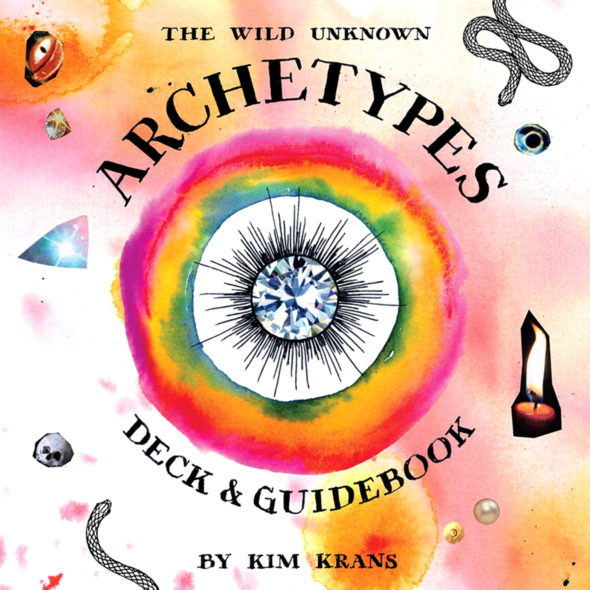 THE WILD UNKNOWN
ARCHETYPES
DECK & GUIDEBOOK
BY KIM KRANS